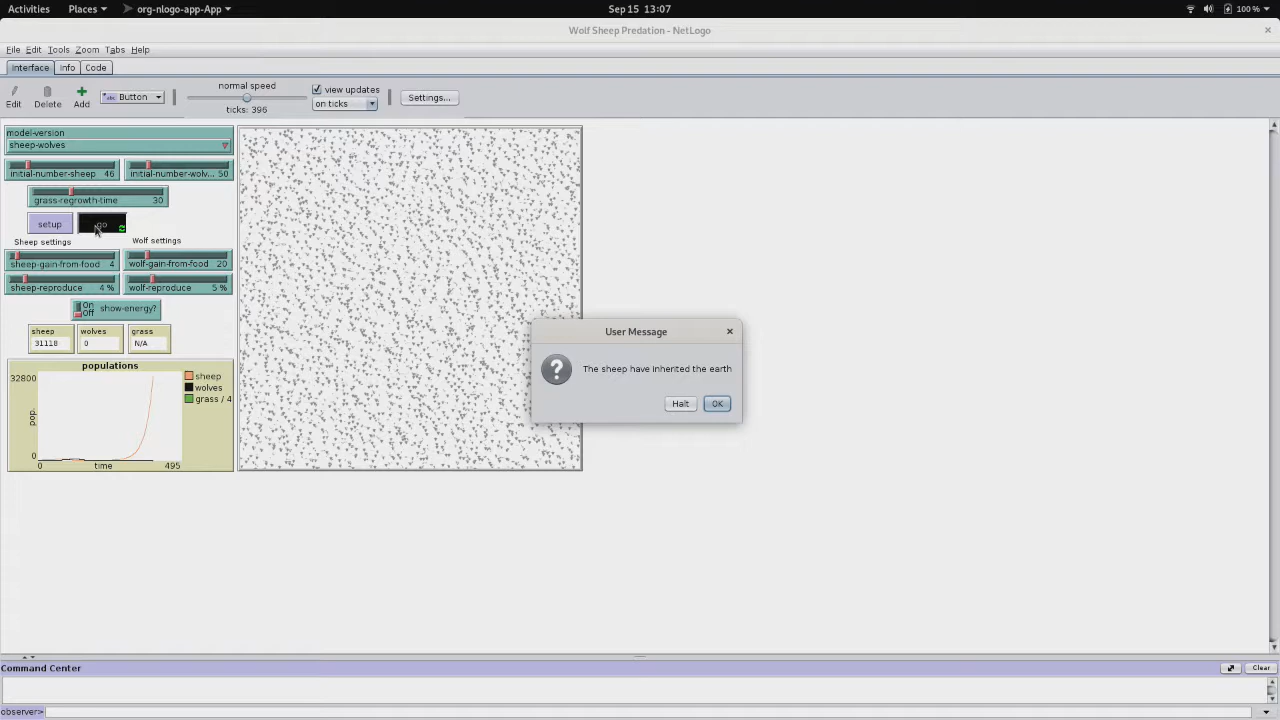 Activities Places org-nlogo-app-App Sep 15 13:07 100 %
Wolf Sheep Predation - NetLogo
File Edit Tools Zoom Tabs Help
Interface Info Code
Edit Delete Add Button
normal speed
ticks: 396
view updates
on ticks
Settings...
model-version
sheep-wolves
initial-number-sheep 46
initial-number-wolv... 50
grass-regrowth-time 30
setup go
Sheep settings Wolf settings
sheep-gain-from-food 4
wolf-gain-from-food 20
sheep-reproduce 4 %
wolf-reproduce 5 %
On
Off
show-energy?
sheep wolves grass
31118 0 N/A
populations
32800
pop.
0
0 time 495
sheep
wolves
grass / 4
User Message
The sheep have inherited the earth
Halt OK
Command Center
Clear
observer>